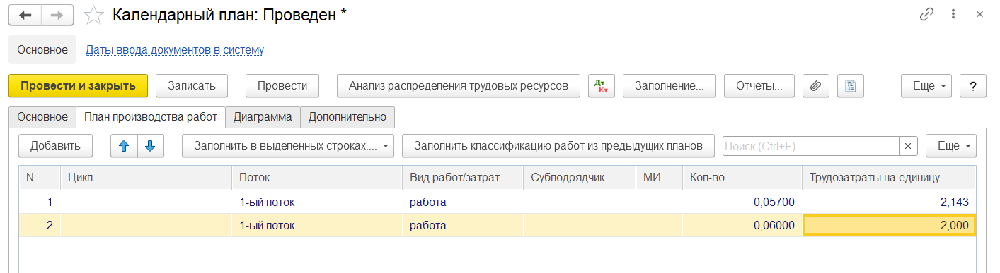 Календарный план: Проведен *
Основное Даты ввода документов в систему
Провести и закрыть Записать Провести Анализ распределения трудовых ресурсов Дт Кт Заполнение... Отчеты... Еще ?
Основное План производства работ Диаграмма Дополнительно
Добавить Заполнить в выделенных строках.... Заполнить классификацию работ из предыдущих планов Поиск (Ctrl+F) × Еще
N Цикл Поток Вид работ/затрат Субподрядчик МИ Кол-во Трудозатраты на единицу
1 1-ый поток работа 0,05700 2,143
2 1-ый поток работа 0,06000 2,000